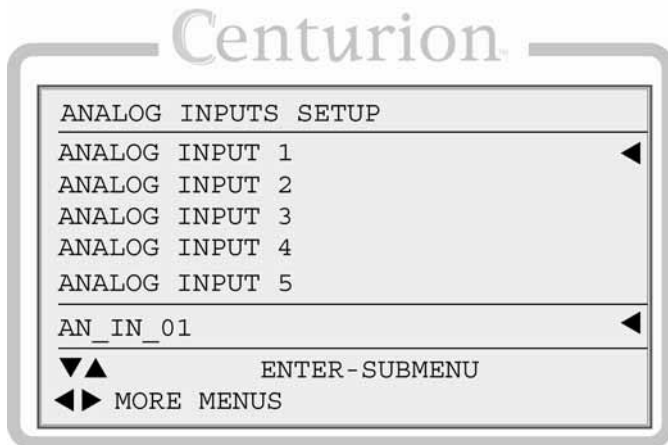 Centurion
ANALOG INPUTS SETUP
ANALOG INPUT 1 ◀
ANALOG INPUT 2
ANALOG INPUT 3
ANALOG INPUT 4
ANALOG INPUT 5
AN_IN_01 ◀
▼▲ ENTER-SUBMENU
◀▶ MORE MENUS